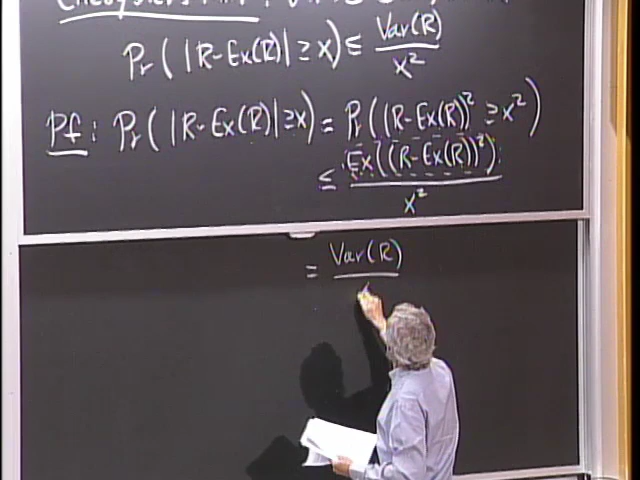 Pr( |R-Ex(R)| ≥ x) ≤ Var(R) / x²
Pf: Pr( |R-Ex(R)| ≥ x) = Pr( (R-Ex(R))² ≥ x² )
≤ Ex( (R-Ex(R))² ) / x²
= Var(R)